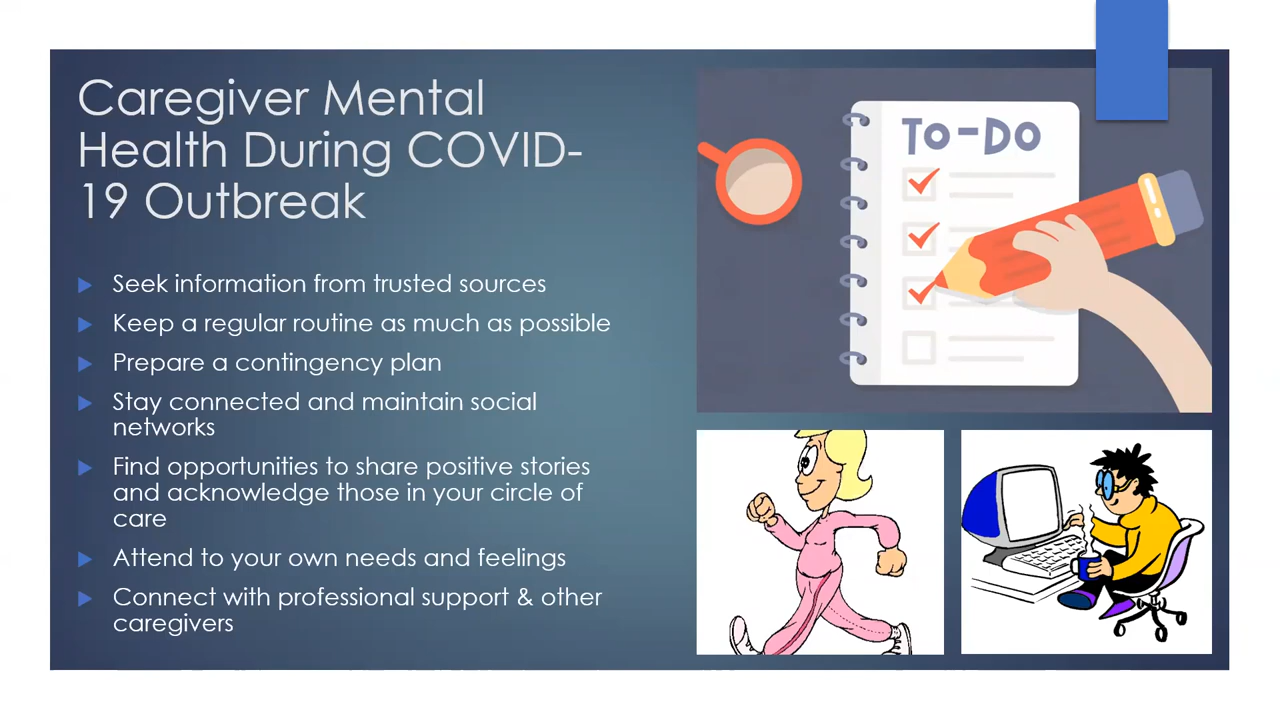 Caregiver Mental
Health During COVID-
19 Outbreak
Seek information from trusted sources
Keep a regular routine as much as possible
Prepare a contingency plan
Stay connected and maintain social
networks
Find opportunities to share positive stories
and acknowledge those in your circle of
care
Attend to your own needs and feelings
Connect with professional support & other
caregivers
TO-DO